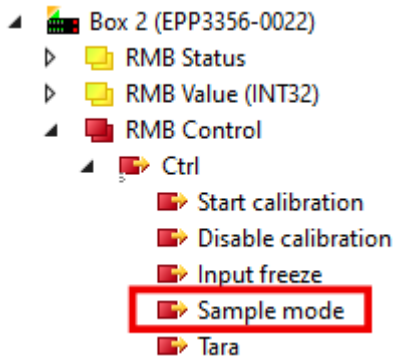 Box 2 (EPP3356-0022)
RMB Status
RMB Value (INT32)
RMB Control
Ctrl
Start calibration
Disable calibration
Input freeze
Sample mode
Tara